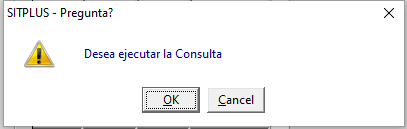 SITPLUS - Pregunta?
Desea ejecutar la Consulta
OK
Cancel